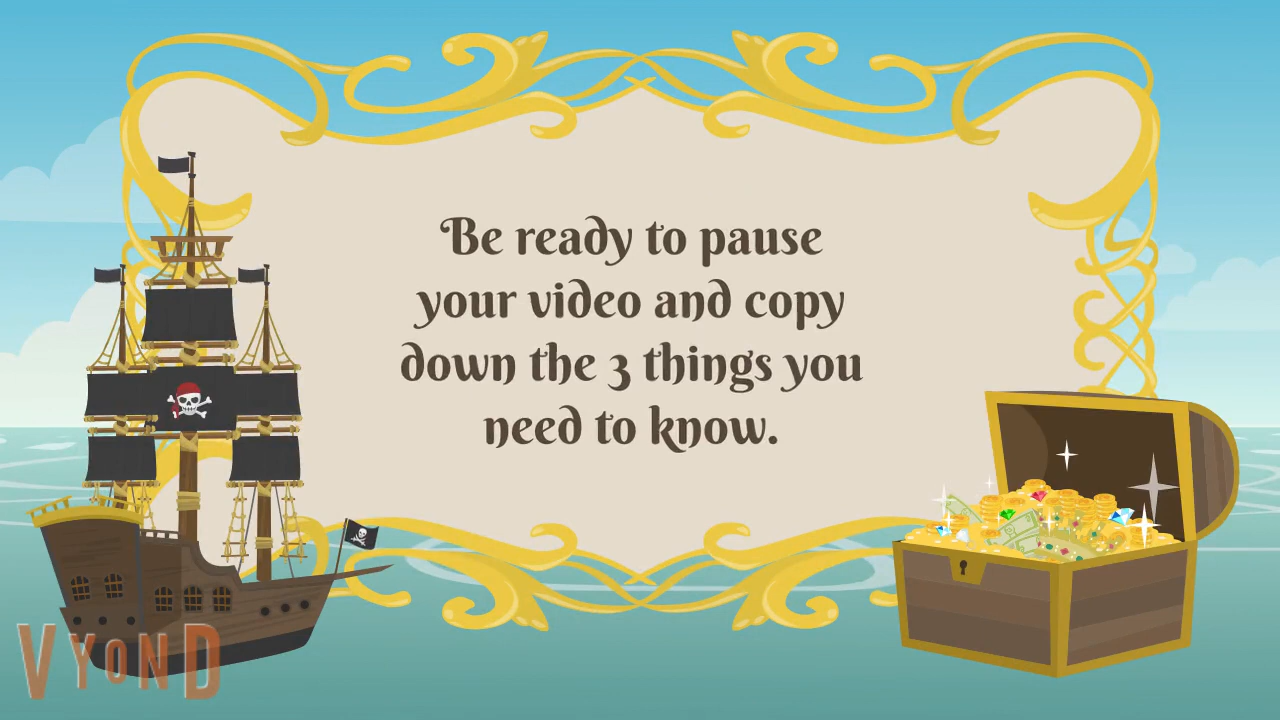 Be ready to pause
your video and copy
down the 3 things you
need to know.
VYOND